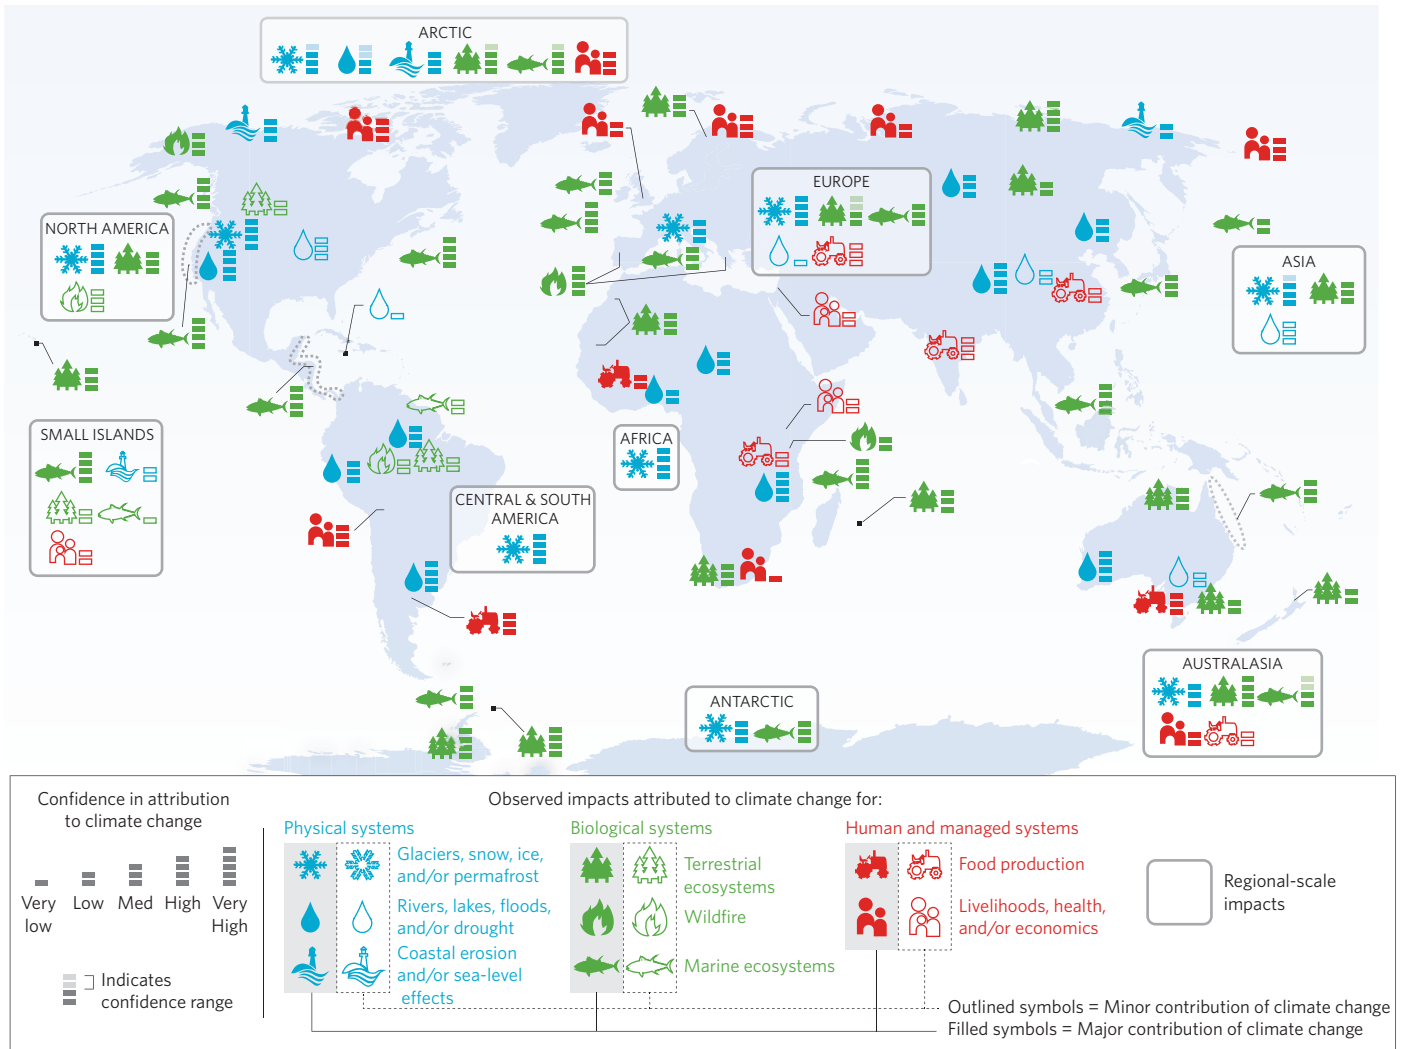 ARCTIC
EUROPE
NORTH AMERICA
ASIA
SMALL ISLANDS
AFRICA
CENTRAL & SOUTH
AMERICA
AUSTRALASIA
ANTARCTIC
Confidence in attribution
to climate change
Very
low
Low
Med
High
Very
High
Indicates
confidence range
Observed impacts attributed to climate change for:
Physical systems
Glaciers, snow, ice,
and/or permafrost
Rivers, lakes, floods,
and/or drought
Coastal erosion
and/or sea-level
effects
Biological systems
Terrestrial
ecosystems
Wildfire
Marine ecosystems
Human and managed systems
Food production
Livelihoods, health,
and/or economics
Regional-scale
impacts
Outlined symbols = Minor contribution of climate change
Filled symbols = Major contribution of climate change